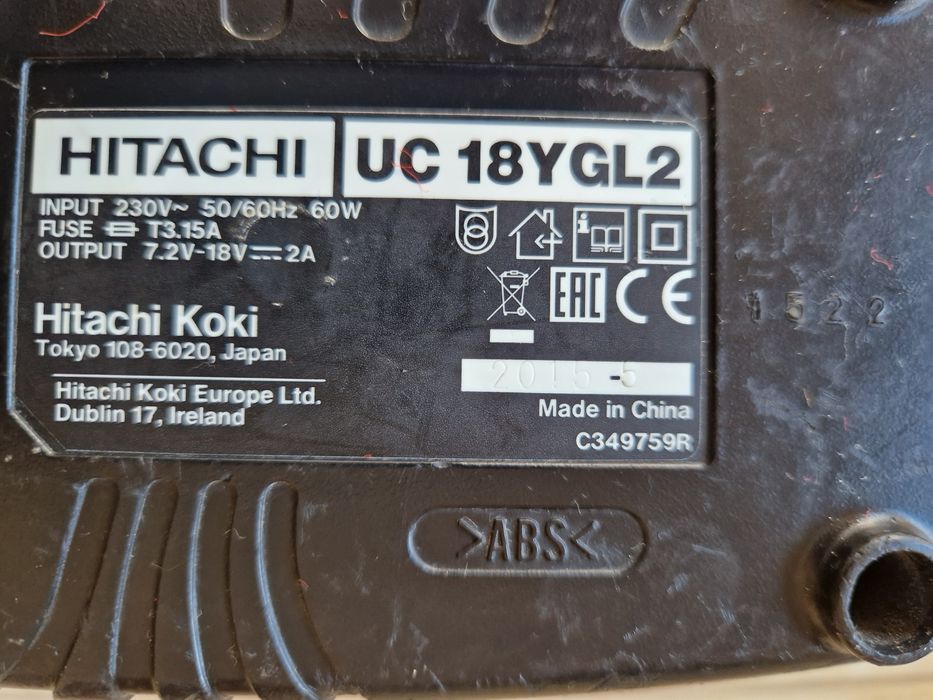 HITACHI
UC 18YGL2
INPUT 230V~ 50/60Hz 60W
FUSE T3.15A
OUTPUT 7.2V-18V⎓2A
i
EAC
CE
Hitachi Koki
Tokyo 108-6020, Japan
Hitachi Koki Europe Ltd.
Dublin 17, Ireland
2015-5
Made in China
C349759R
1522
>ABS<